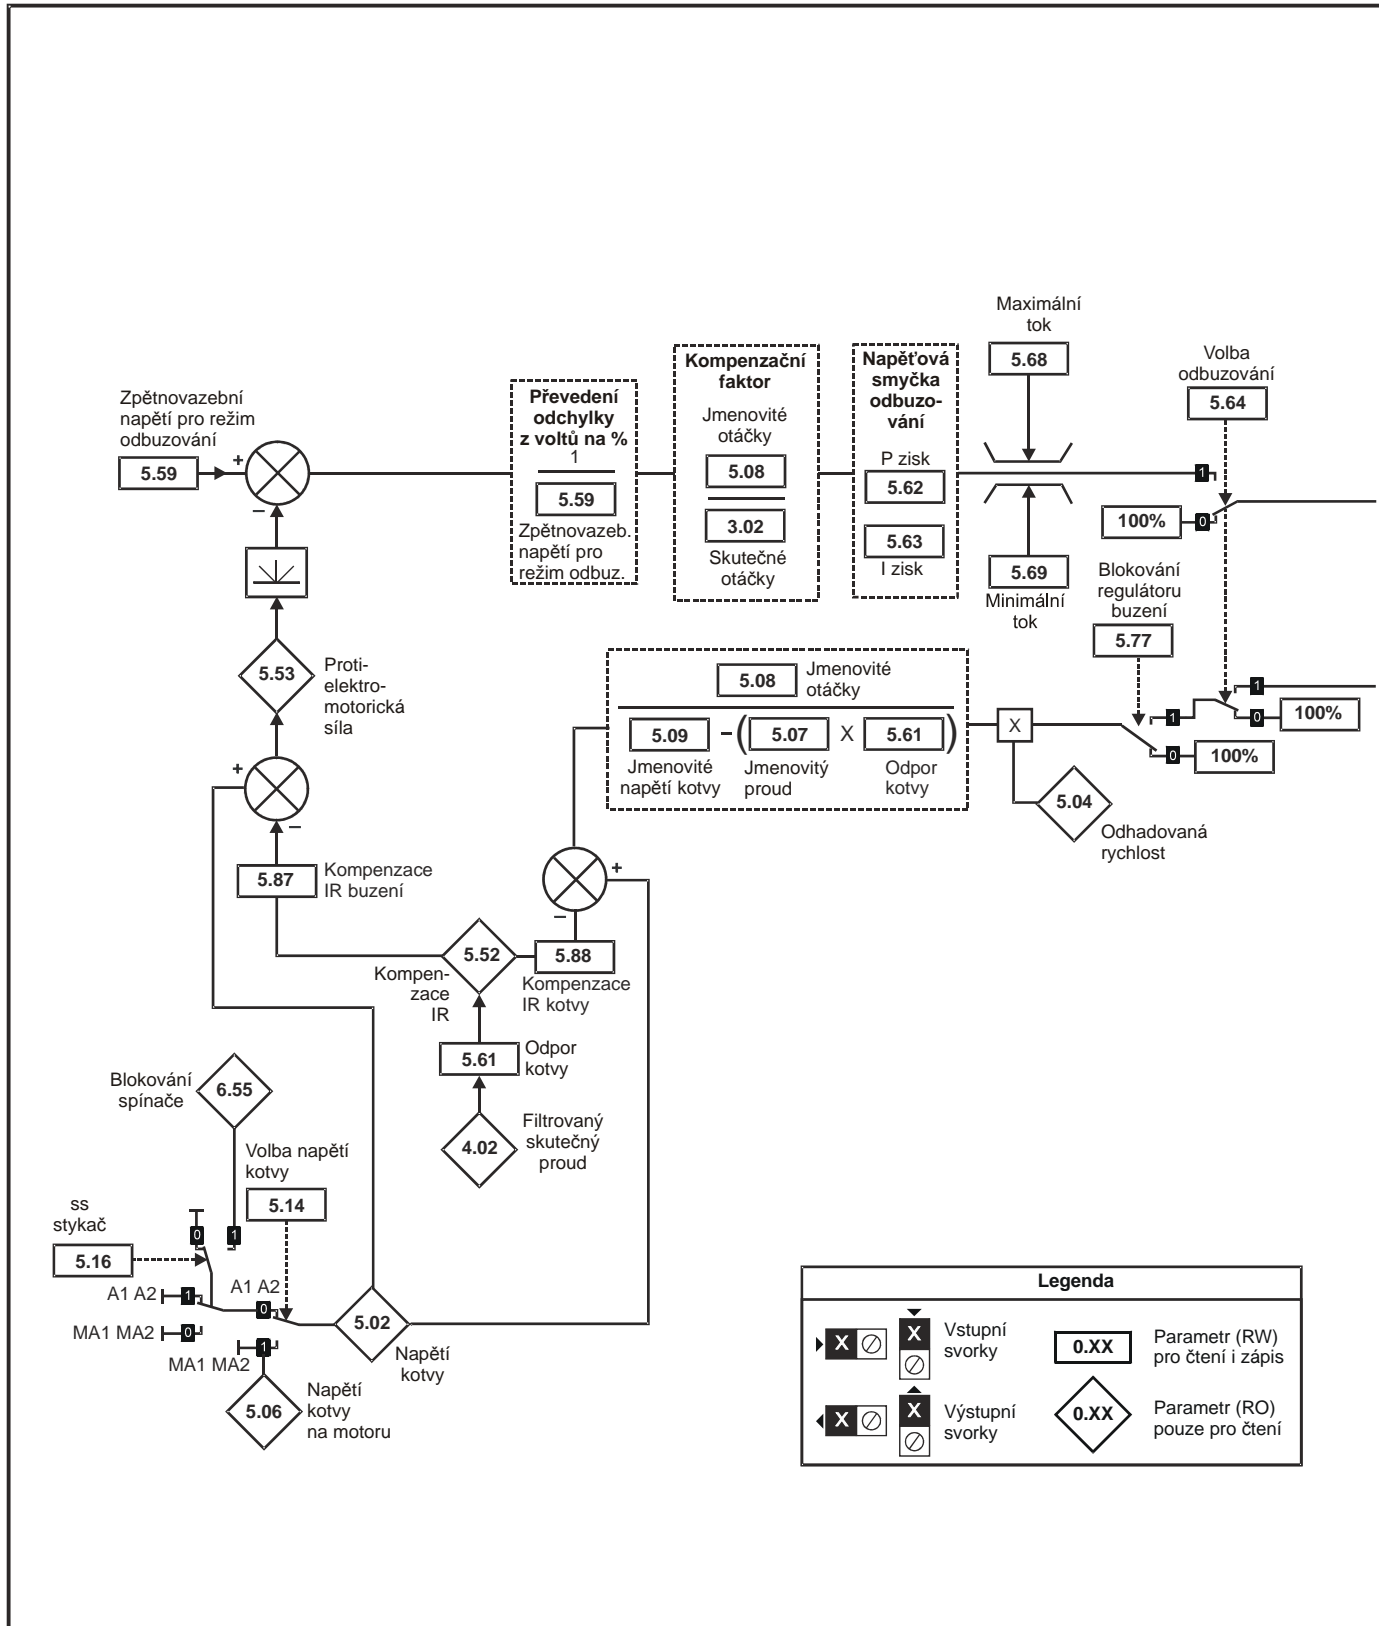 Maximální
tok
5.68
Volba
odbuzování
5.64
Zpětnovazební
napětí pro režim
odbuzování
5.59
+
–
Převedení
odchylky
z voltů na %
1
5.59
Zpětnovazeb.
napětí pro
režim odbuz.
Kompenzační
faktor
Jmenovité
otáčky
5.08
3.02
Skutečné
otáčky
Napěťová
smyčka
odbuzo-
vání
P zisk
5.62
5.63
I zisk
5.69
Minimální
tok
1
100%
0
Blokování
regulátoru
buzení
5.77
5.53
Proti-
elektro-
motorická
síla
5.08
Jmenovité
otáčky
5.09
–
(
5.07
X
5.61
)
Jmenovité
napětí kotvy
Jmenovitý
proud
Odpor
kotvy
X
1
0
100%
1
0
100%
5.04
Odhadovaná
rychlost
+
–
5.87
Kompenzace
IR buzení
+
–
5.52
Kompen-
zace
IR
5.88
Kompenzace
IR kotvy
5.61
Odpor
kotvy
4.02
Filtrovaný
skutečný
proud
Blokování
spínače
6.55
Volba napětí
kotvy
5.14
ss
stykač
5.16
0
1
A1 A2
1
A1 A2
0
MA1 MA2
0
1
MA1 MA2
5.02
Napětí
kotvy
5.06
Napětí
kotvy
na motoru
Legenda
X
X
Vstupní
svorky
0.XX
Parametr (RW)
pro čtení i zápis
X
X
Výstupní
svorky
0.XX
Parametr (RO)
pouze pro čtení